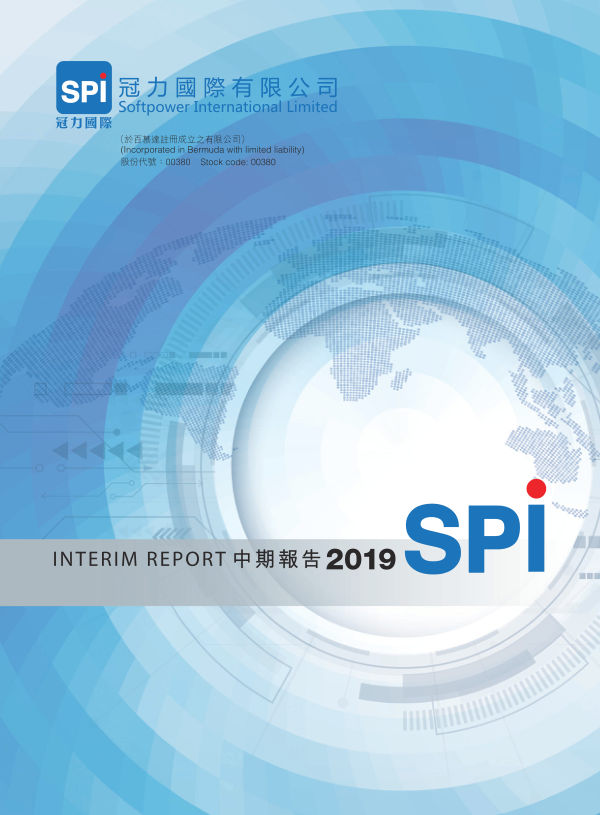 SPi
冠力國際
冠力國際有限公司
Softpower International Limited
(於百慕達註冊成立之有限公司)
(Incorporated in Bermuda with limited liability)
股份代號：00380 Stock code: 00380
INTERIM REPORT 中期報告 2019
SPi